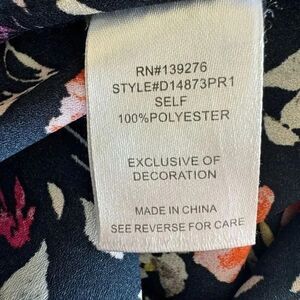 RN#139276
STYLE#D14873PR1
SELF
100%POLYESTER
EXCLUSIVE OF
DECORATION
MADE IN CHINA
SEE REVERSE FOR CARE